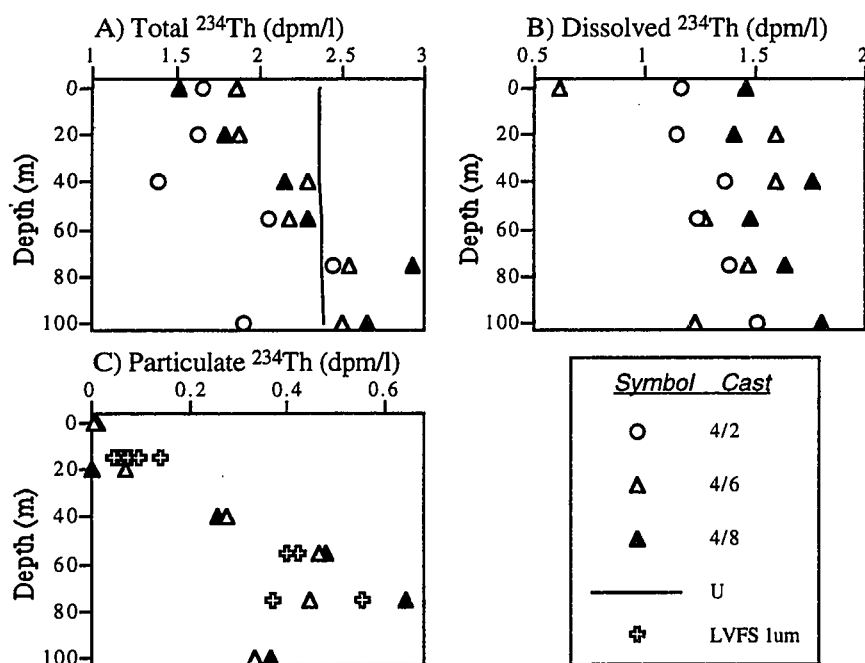 A) Total ²³⁴Th (dpm/l)
1 1.5 2 2.5 3
0
20
40
60
80
100
Depth (m)
B) Dissolved ²³⁴Th (dpm/l)
0.5 1 1.5 2
0
20
40
60
80
100
Depth (m)
C) Particulate ²³⁴Th (dpm/l)
0 0.2 0.4 0.6
0
20
40
60
80
100
Depth (m)
Symbol Cast
4/2
4/6
4/8
U
LVFS 1um